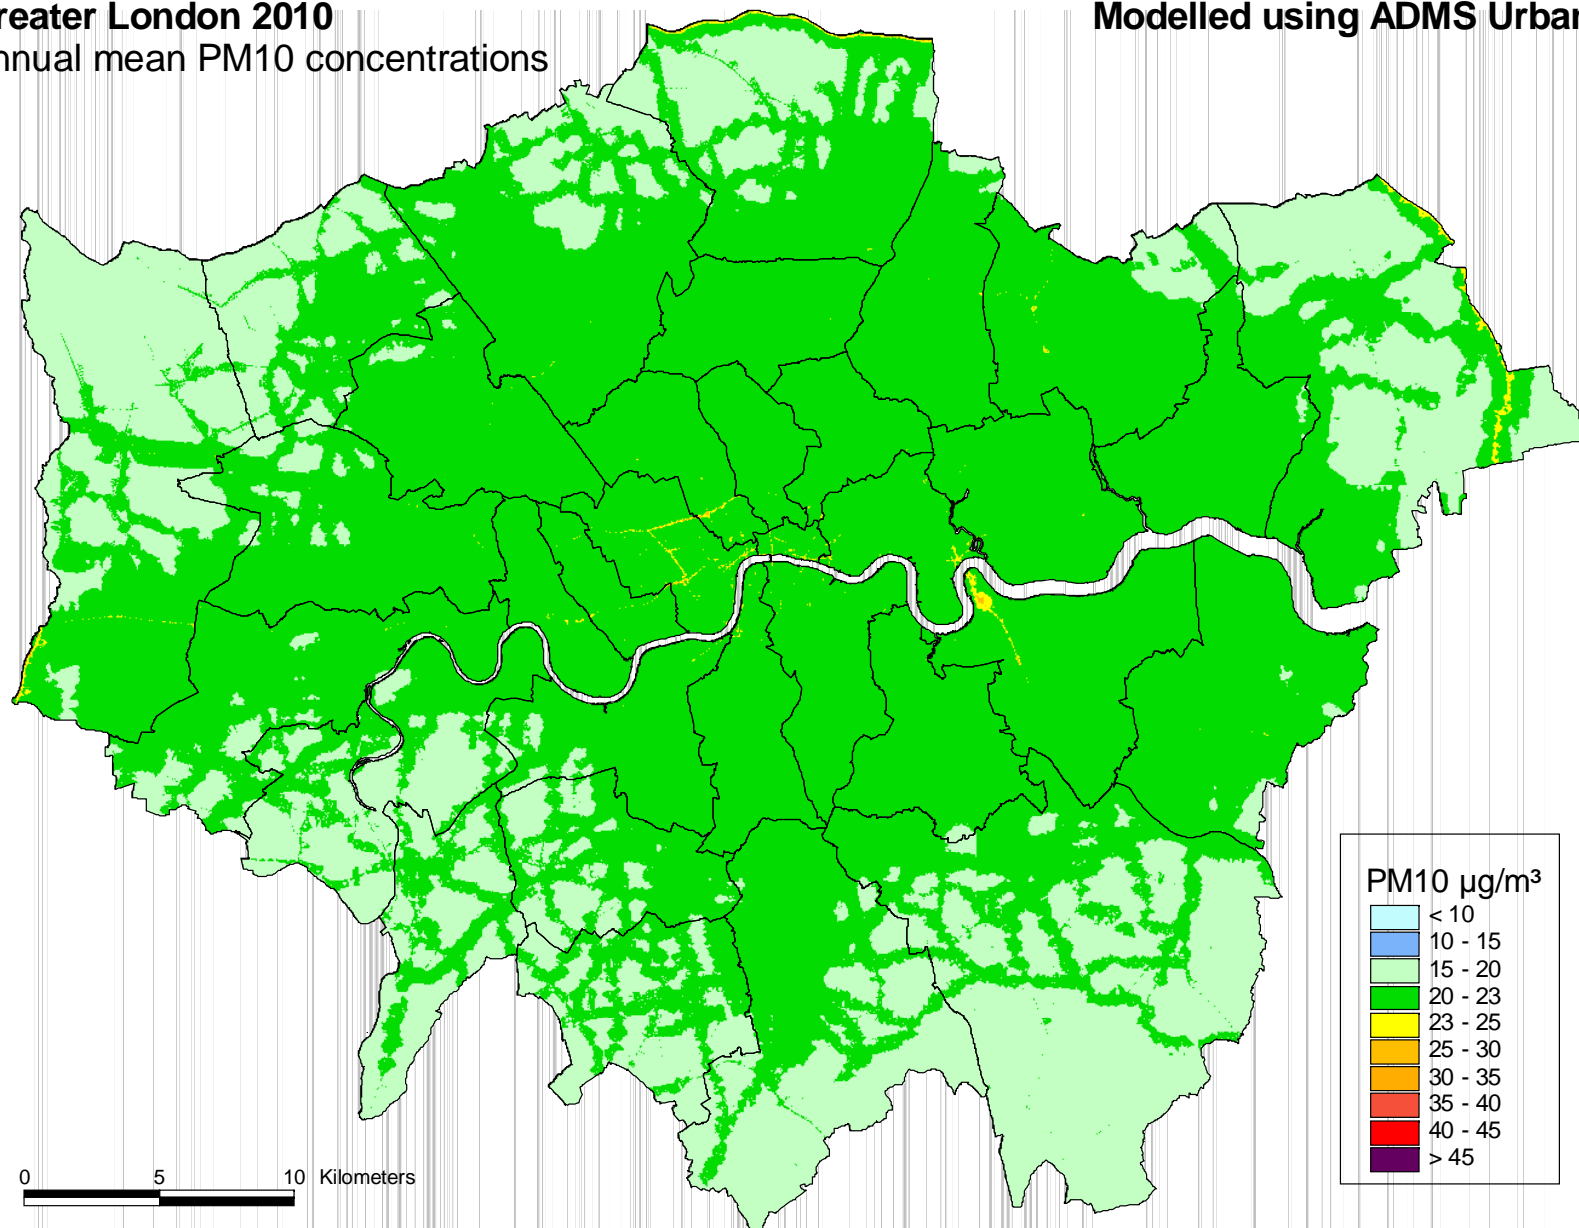 reater London 2010
nnual mean PM10 concentrations
Modelled using ADMS Urban
PM10 µg/m³
< 10
10 - 15
15 - 20
20 - 23
23 - 25
25 - 30
30 - 35
35 - 40
40 - 45
> 45
0 5 10 Kilometers